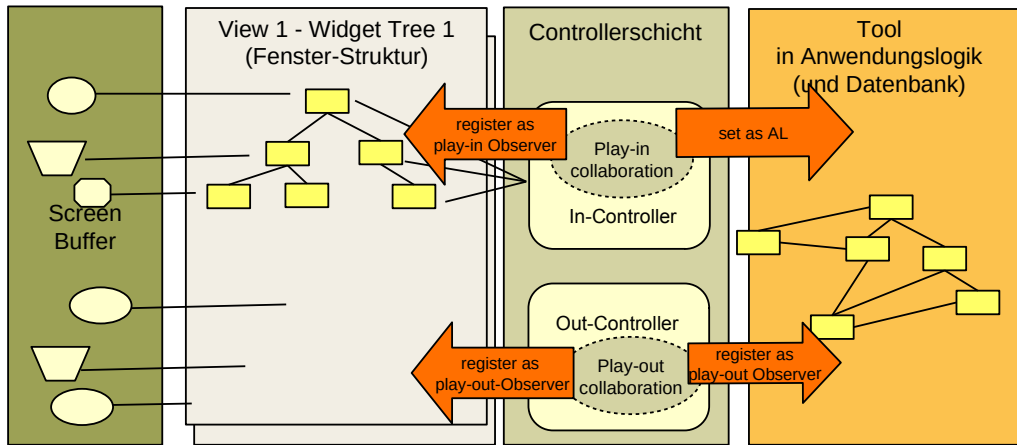 View 1 - Widget Tree 1
(Fenster-Struktur)
Controllerschicht
Tool
in Anwendungslogik
(und Datenbank)
register as
play-in Observer
set as AL
Play-in
collaboration
In-Controller
Screen
Buffer
Out-Controller
register as
play-out-Observer
Play-out
collaboration
register as
play-out Observer